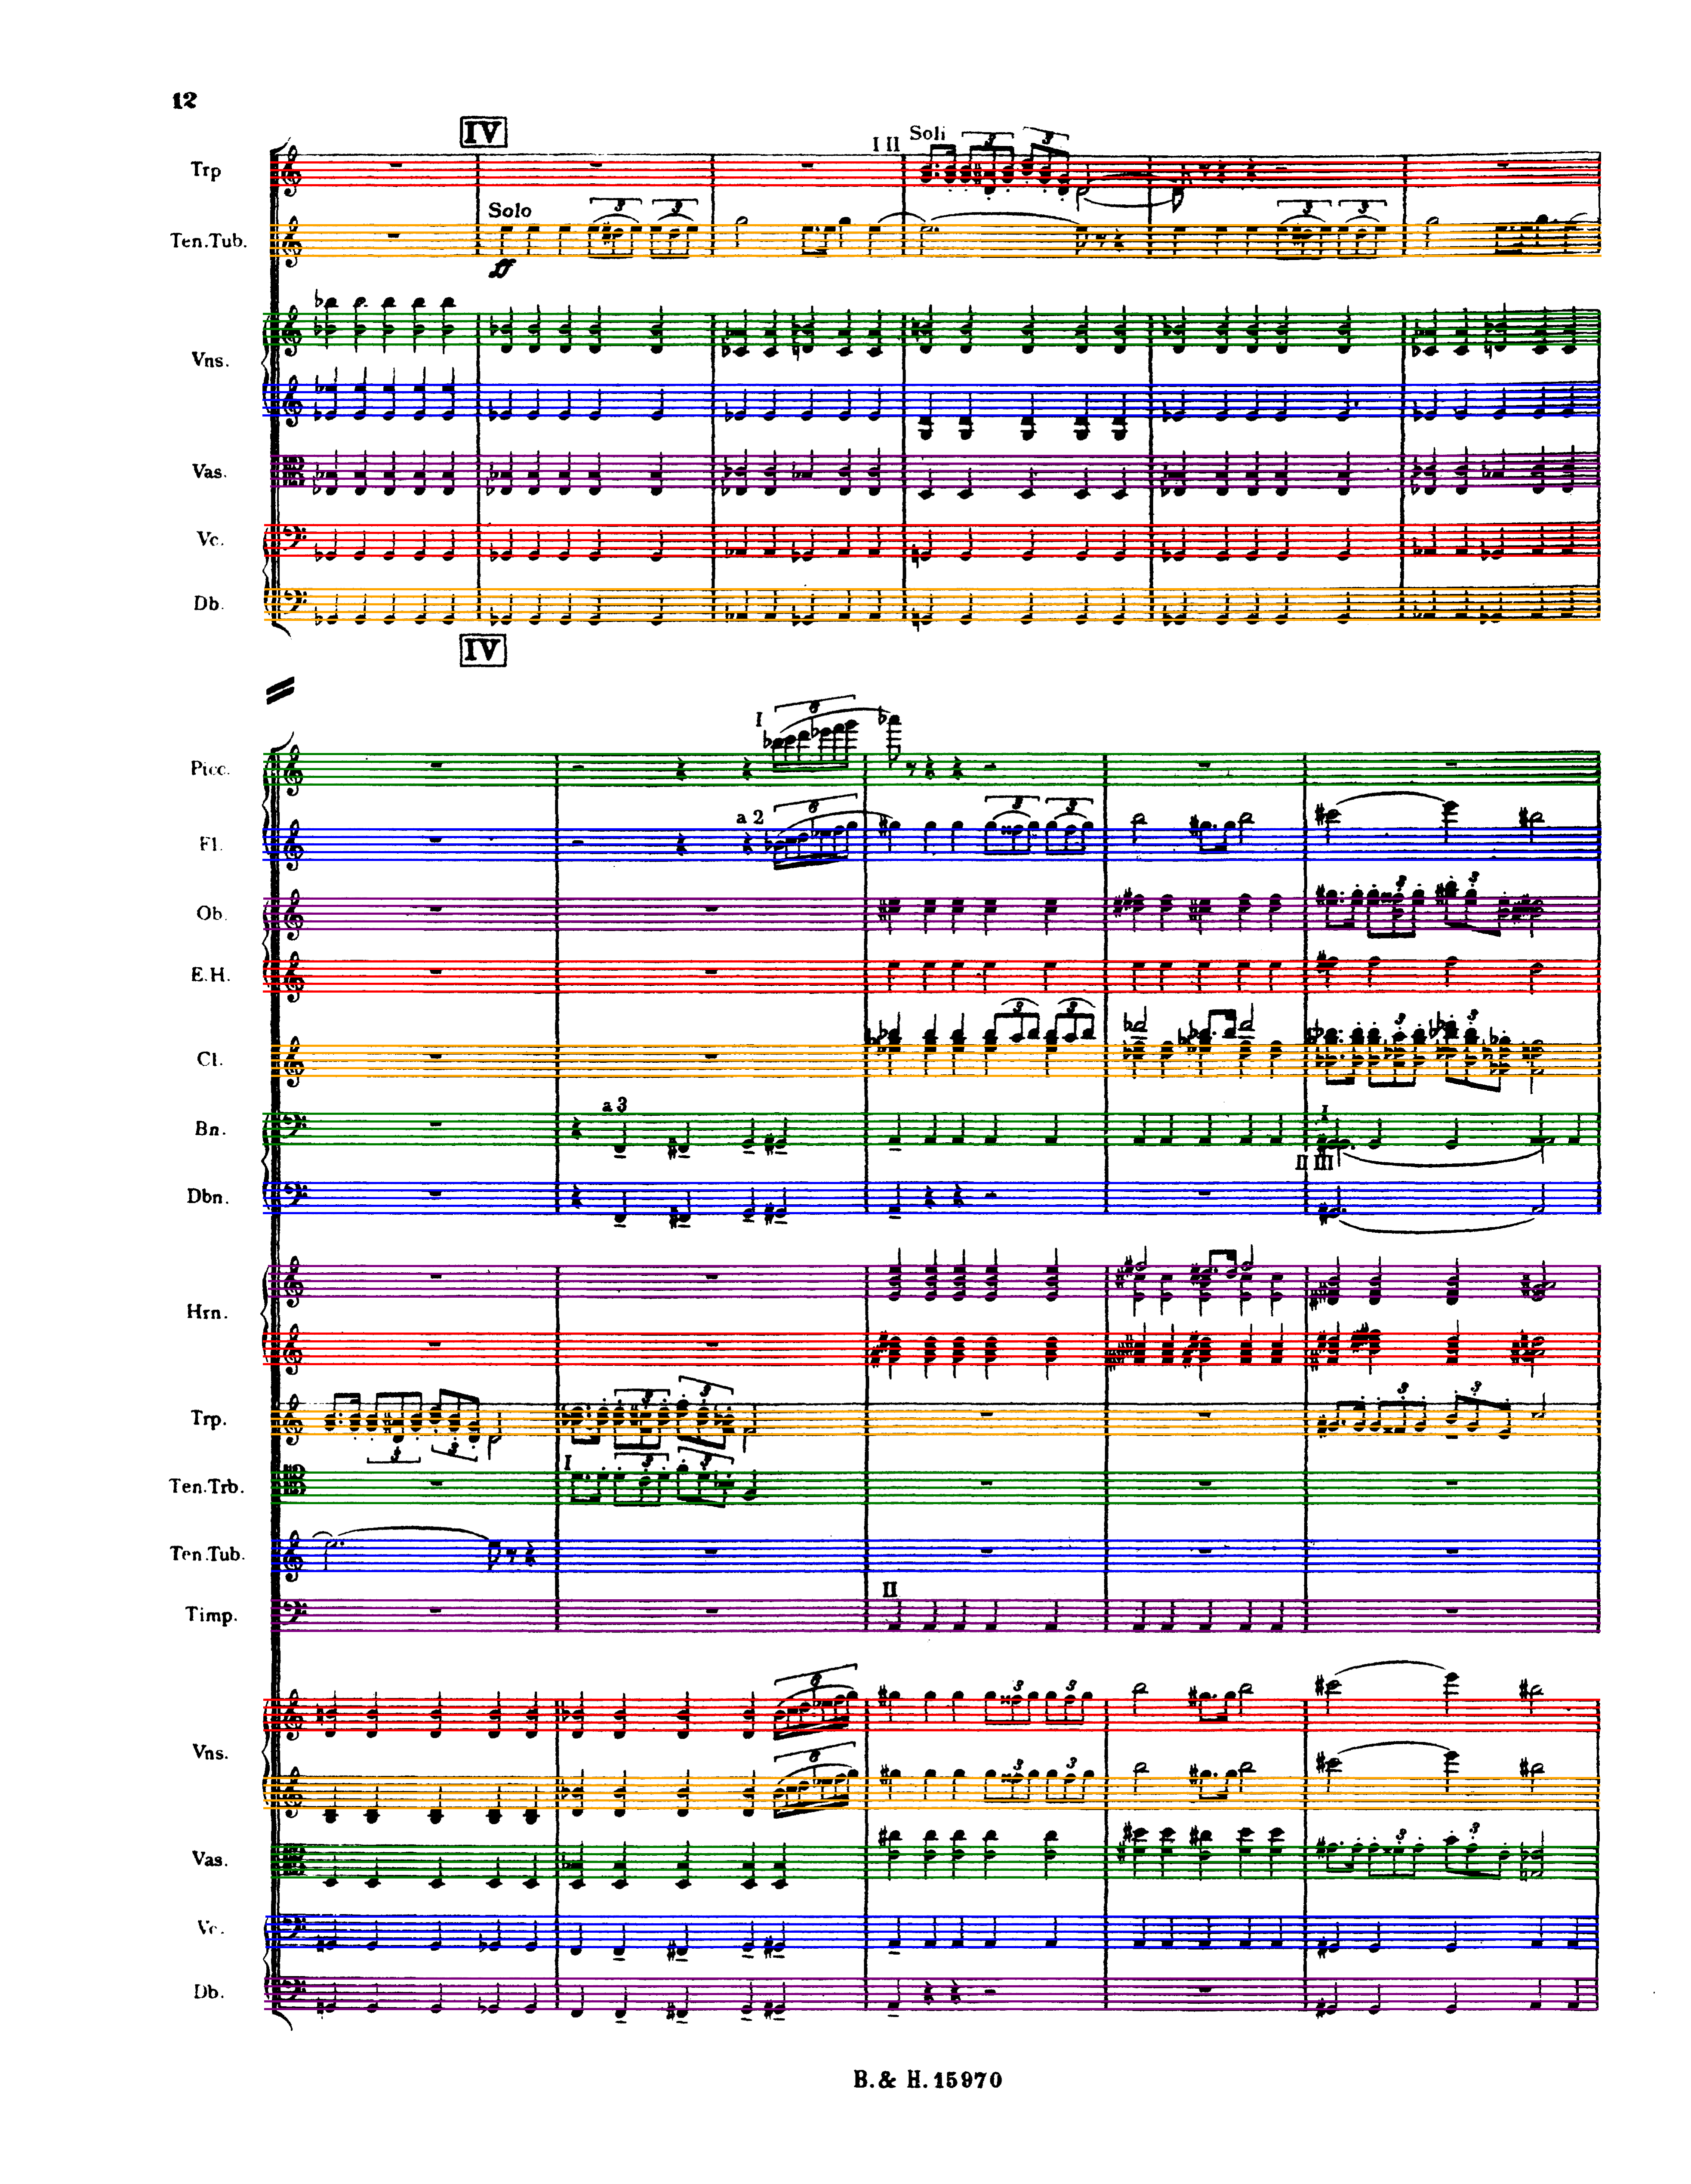 12
IV
I II Soli
Trp
Solo
Ten.Tub.
ff
Vns.
Vas.
Vc.
Db.
IV
I
Picc.
a 2
Fl.
Ob.
E.H.
Cl.
a 3
I
Bn.
II III
Dbn.
Hrn.
Trp.
I
Ten.Trb.
Ten.Tub.
II
Timp.
Vns.
Vas.
Vc.
Db.
B. & H. 15970